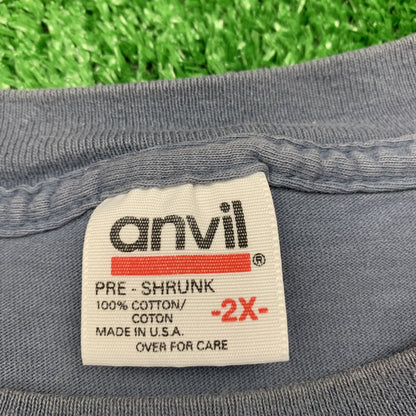 anvil®
PRE - SHRUNK
100% COTTON/
COTON
-2X-
MADE IN U.S.A.
OVER FOR CARE